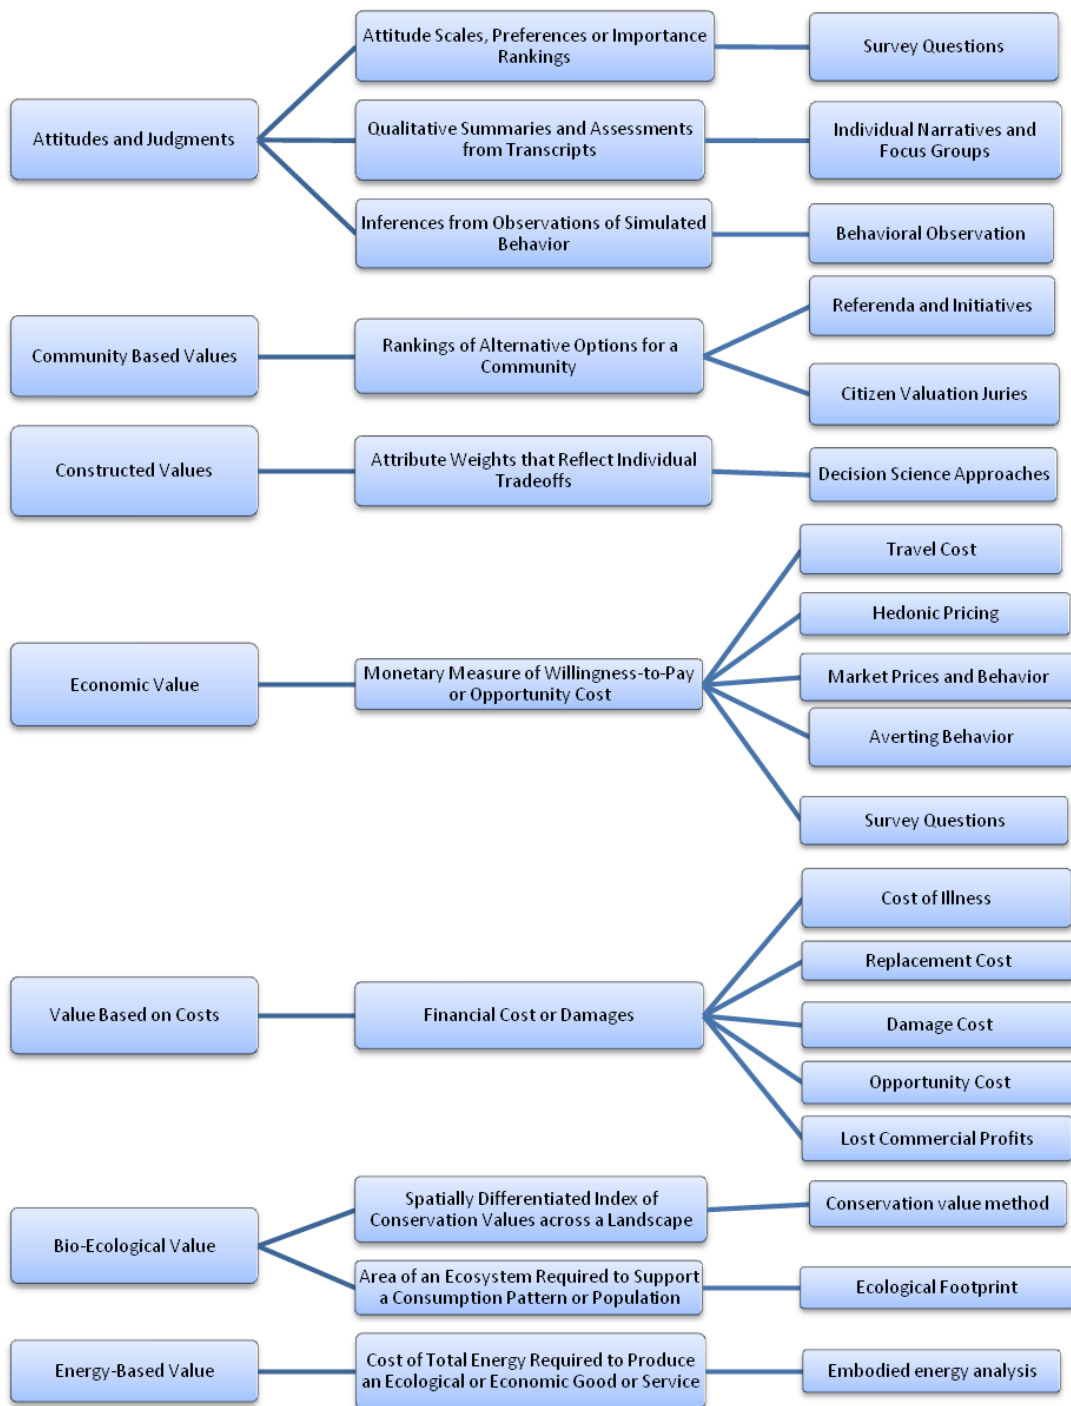 Attitudes and Judgments
Attitude Scales, Preferences or Importance
Rankings
Survey Questions
Qualitative Summaries and Assessments
from Transcripts
Individual Narratives and
Focus Groups
Inferences from Observations of Simulated
Behavior
Behavioral Observation
Community Based Values
Rankings of Alternative Options for a
Community
Referenda and Initiatives
Citizen Valuation Juries
Constructed Values
Attribute Weights that Reflect Individual
Tradeoffs
Decision Science Approaches
Economic Value
Monetary Measure of Willingness-to-Pay
or Opportunity Cost
Travel Cost
Hedonic Pricing
Market Prices and Behavior
Averting Behavior
Survey Questions
Value Based on Costs
Financial Cost or Damages
Cost of Illness
Replacement Cost
Damage Cost
Opportunity Cost
Lost Commercial Profits
Bio-Ecological Value
Spatially Differentiated Index of
Conservation Values across a Landscape
Conservation value method
Area of an Ecosystem Required to Support
a Consumption Pattern or Population
Ecological Footprint
Energy-Based Value
Cost of Total Energy Required to Produce
an Ecological or Economic Good or Service
Embodied energy analysis